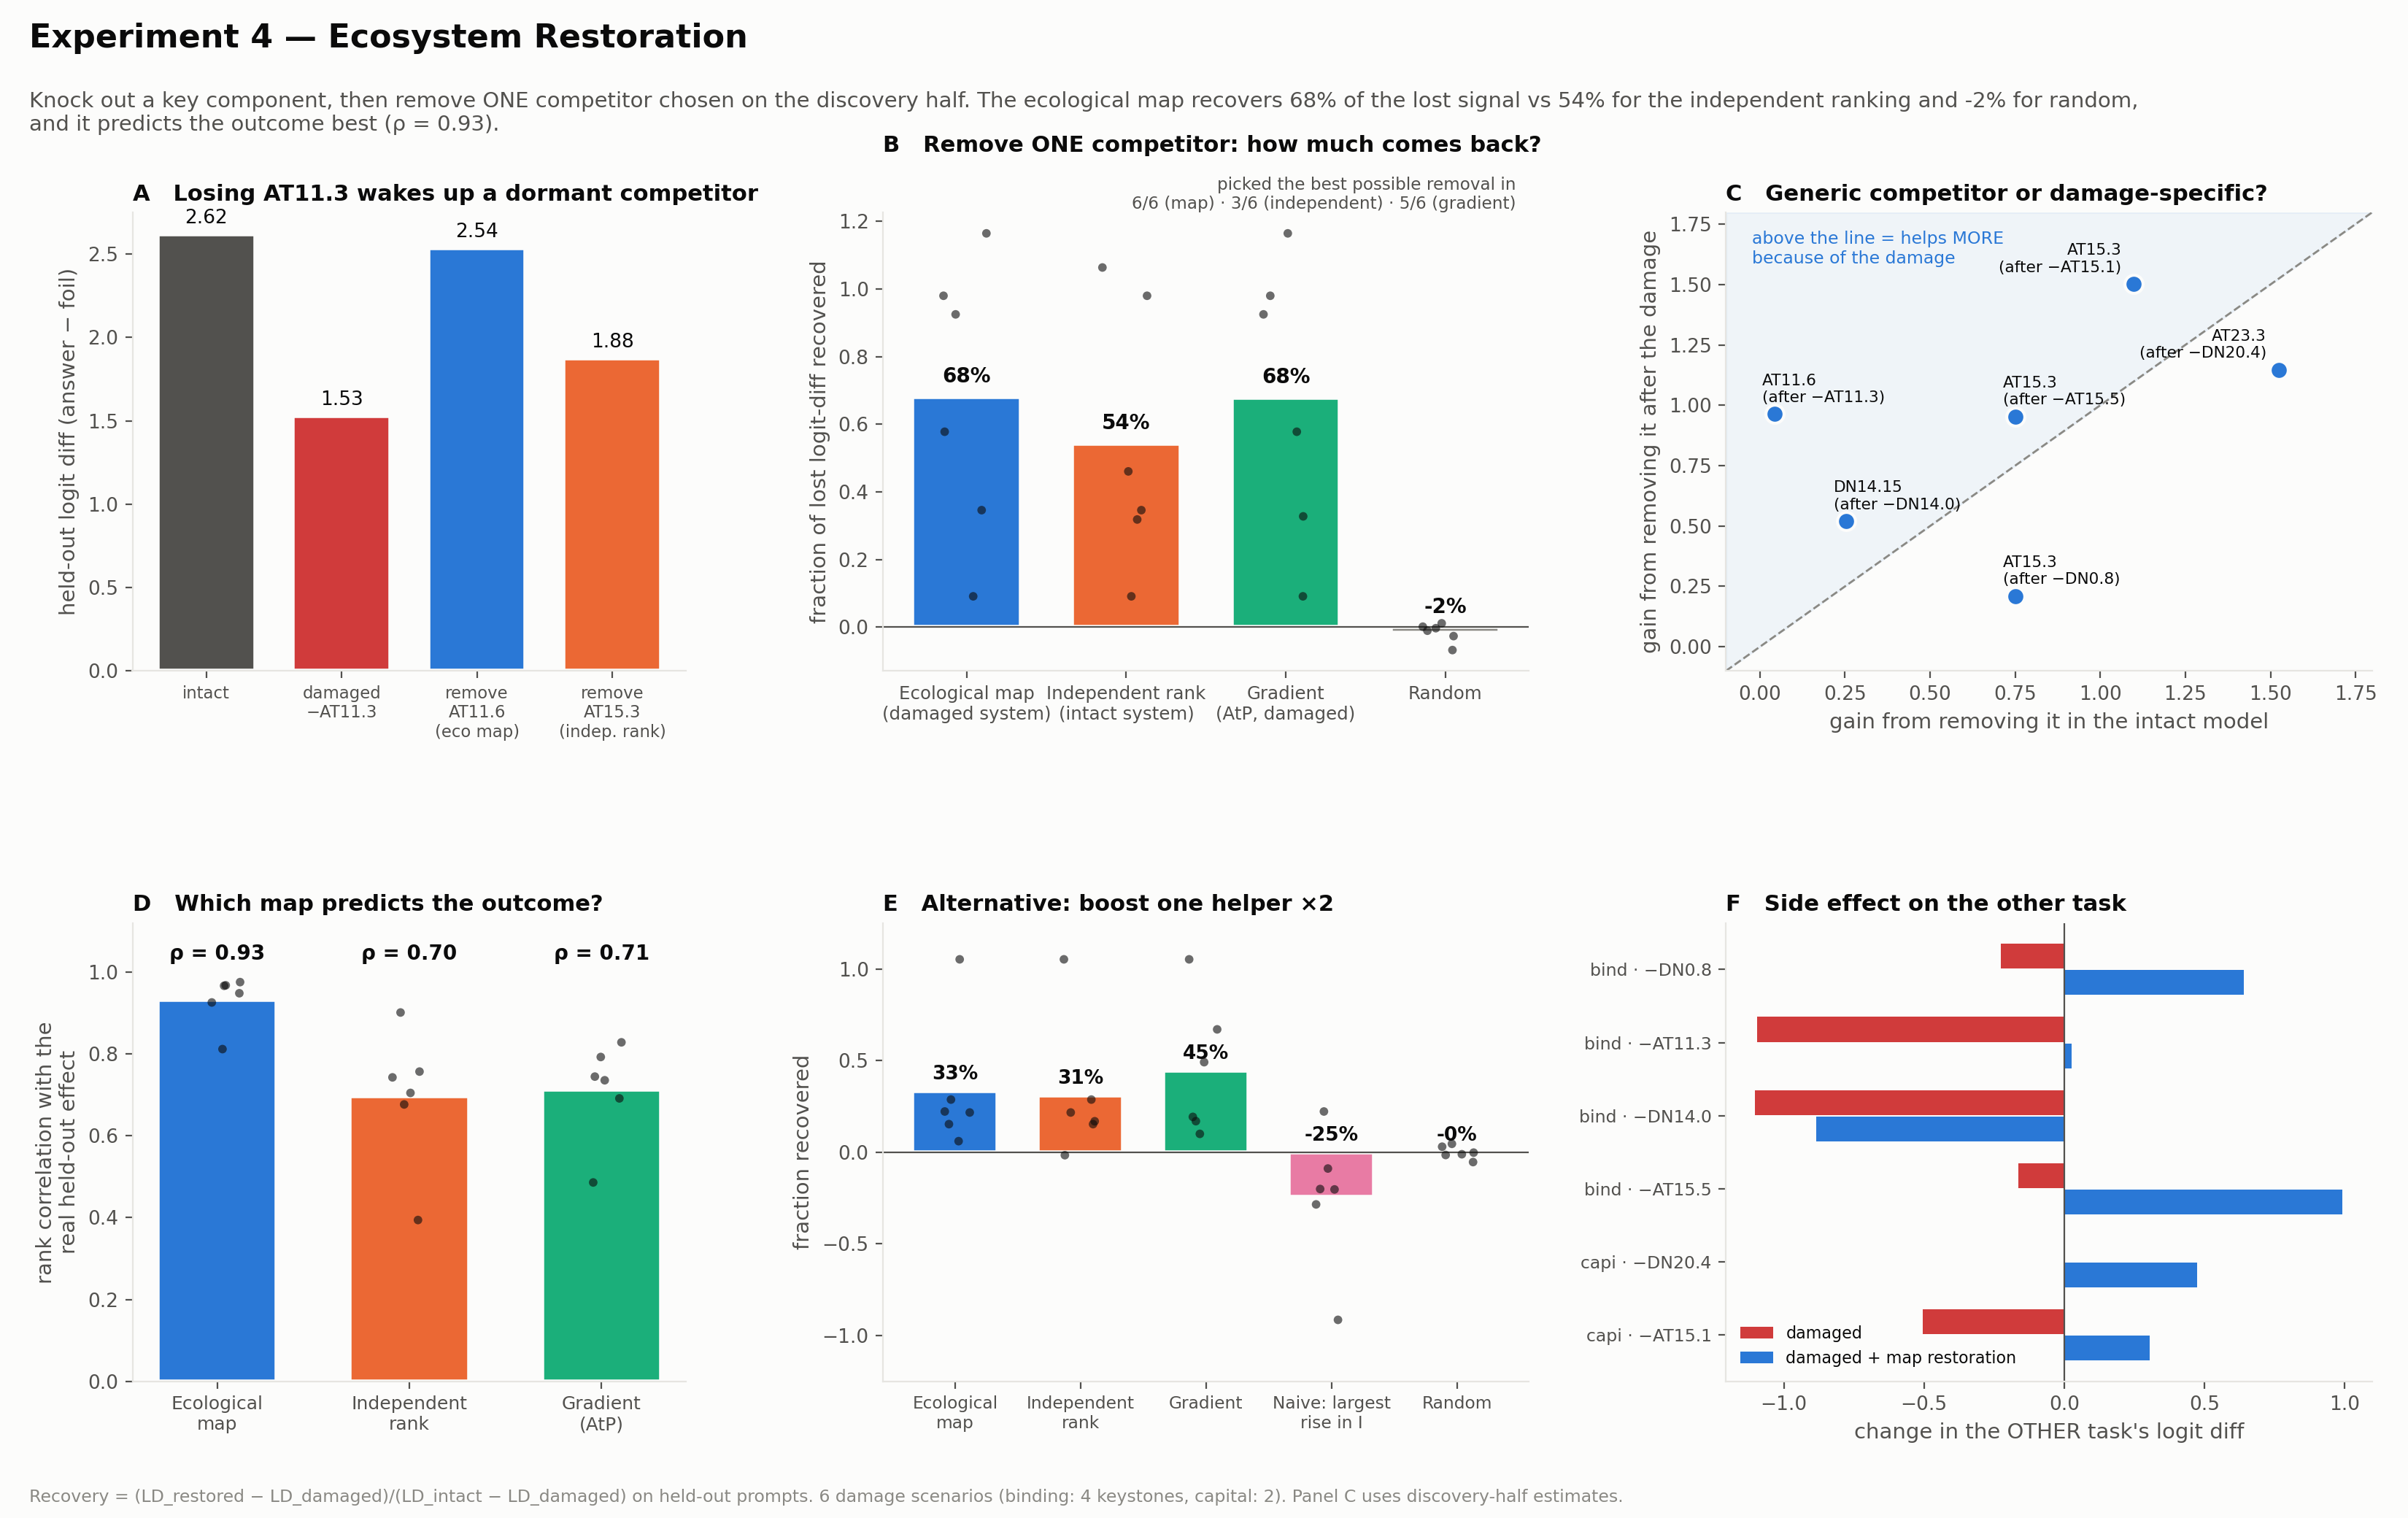 Experiment 4 — Ecosystem Restoration
Knock out a key component, then remove ONE competitor chosen on the discovery half. The ecological map recovers 68% of the lost signal vs 54% for the independent ranking and -2% for random,
and it predicts the outcome best (ρ = 0.93).
A Losing AT11.3 wakes up a dormant competitor
held-out logit diff (answer − foil)
2.5
2.0
1.5
1.0
0.5
0.0
2.62
1.53
2.54
1.88
intact
damaged
−AT11.3
remove
AT11.6
(eco map)
remove
AT15.3
(indep. rank)
B Remove ONE competitor: how much comes back?
picked the best possible removal in
6/6 (map) · 3/6 (independent) · 5/6 (gradient)
fraction of lost logit-diff recovered
1.2
1.0
0.8
0.6
0.4
0.2
0.0
68%
54%
68%
-2%
Ecological map
(damaged system)
Independent rank
(intact system)
Gradient
(AtP, damaged)
Random
C Generic competitor or damage-specific?
above the line = helps MORE
because of the damage
gain from removing it after the damage
1.75
1.50
1.25
1.00
0.75
0.50
0.25
0.00
AT15.3
(after −AT15.1)
AT23.3
(after −DN20.4)
AT11.6
(after −AT11.3)
AT15.3
(after −AT15.5)
DN14.15
(after −DN14.0)
AT15.3
(after −DN0.8)
0.00
0.25
0.50
0.75
1.00
1.25
1.50
1.75
gain from removing it in the intact model
D Which map predicts the outcome?
rank correlation with the
real held-out effect
1.0
0.8
0.6
0.4
0.2
0.0
ρ = 0.93
ρ = 0.70
ρ = 0.71
Ecological
map
Independent
rank
Gradient
(AtP)
E Alternative: boost one helper ×2
fraction recovered
1.0
0.5
0.0
−0.5
−1.0
33%
31%
45%
-25%
-0%
Ecological
map
Independent
rank
Gradient
Naive: largest
rise in I
Random
F Side effect on the other task
bind · −DN0.8
bind · −AT11.3
bind · −DN14.0
bind · −AT15.5
capi · −DN20.4
capi · −AT15.1
damaged
damaged + map restoration
−1.0
−0.5
0.0
0.5
1.0
change in the OTHER task's logit diff
Recovery = (LD_restored − LD_damaged)/(LD_intact − LD_damaged) on held-out prompts. 6 damage scenarios (binding: 4 keystones, capital: 2). Panel C uses discovery-half estimates.